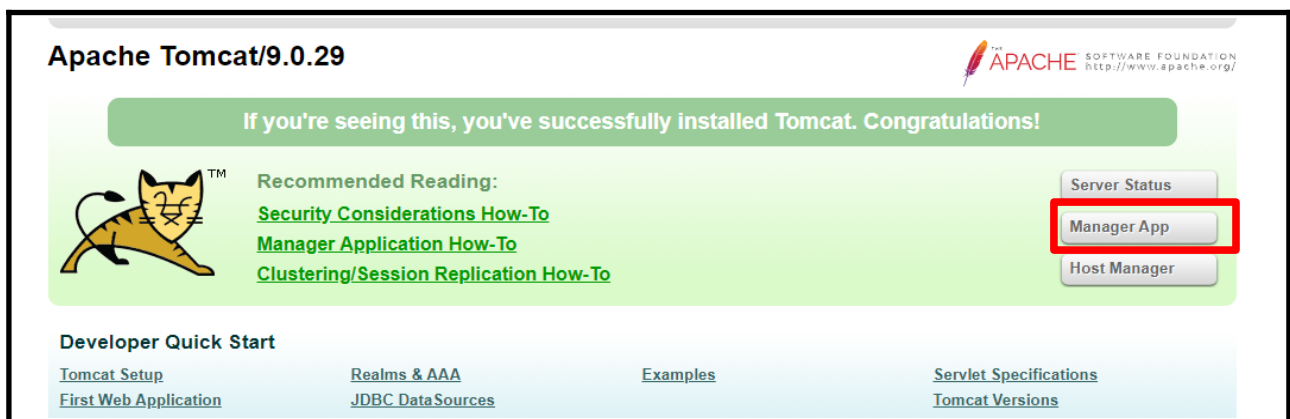 Apache Tomcat/9.0.29
THE APACHE SOFTWARE FOUNDATION
http://www.apache.org/
If you're seeing this, you've successfully installed Tomcat. Congratulations!
TM
Recommended Reading:
Security Considerations How-To
Manager Application How-To
Clustering/Session Replication How-To
Server Status
Manager App
Host Manager
Developer Quick Start
Tomcat Setup
Realms & AAA
Examples
Servlet Specifications
First Web Application
JDBC DataSources
Tomcat Versions